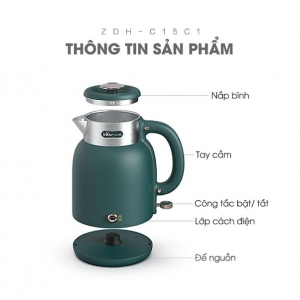 ZDH-C15C1
THÔNG TIN SẢN PHẨM
Nắp bình
Tay cầm
Công tắc bật/ tắt
Lớp cách điện
Đế nguồn